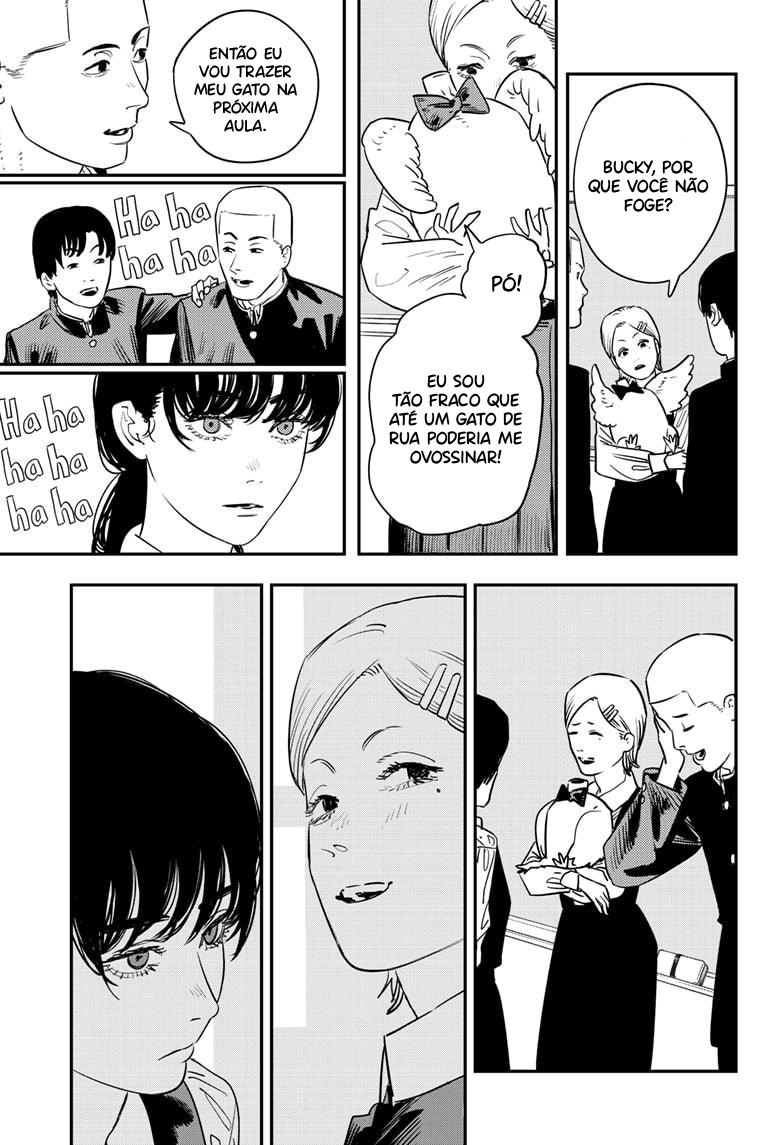 BUCKY, POR
QUE VOCÊ NÃO
FOGE?
PÓ!
EU SOU
TÃO FRACO QUE
ATÉ UM GATO DE
RUA PODERIA ME
OVOSSINAR!
ENTÃO EU
VOU TRAZER
MEU GATO NA
PRÓXIMA
AULA.
Ha ha
ha ha
Ha ha
ha ha
ha ha